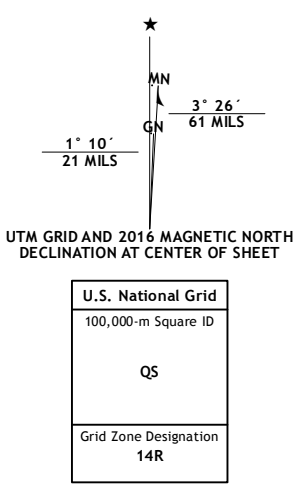 ★
MN
3° 26´
61 MILS
GN
1° 10´
21 MILS
UTM GRID AND 2016 MAGNETIC NORTH
DECLINATION AT CENTER OF SHEET
U.S. National Grid
100,000-m Square ID
QS
Grid Zone Designation
14R